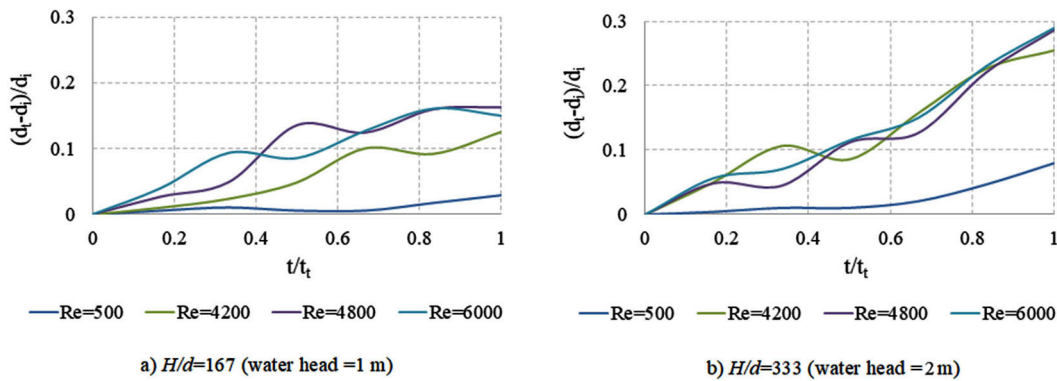 0.3
0.2
0.1
0
(dt-di)/di
0 0.2 0.4 0.6 0.8 1
t/tt
Re=500 Re=4200 Re=4800 Re=6000
a) H/d=167 (water head =1 m)
0.3
0.2
0.1
0
(dt-di)/di
0 0.2 0.4 0.6 0.8 1
t/tt
Re=500 Re=4200 Re=4800 Re=6000
b) H/d=333 (water head =2 m)